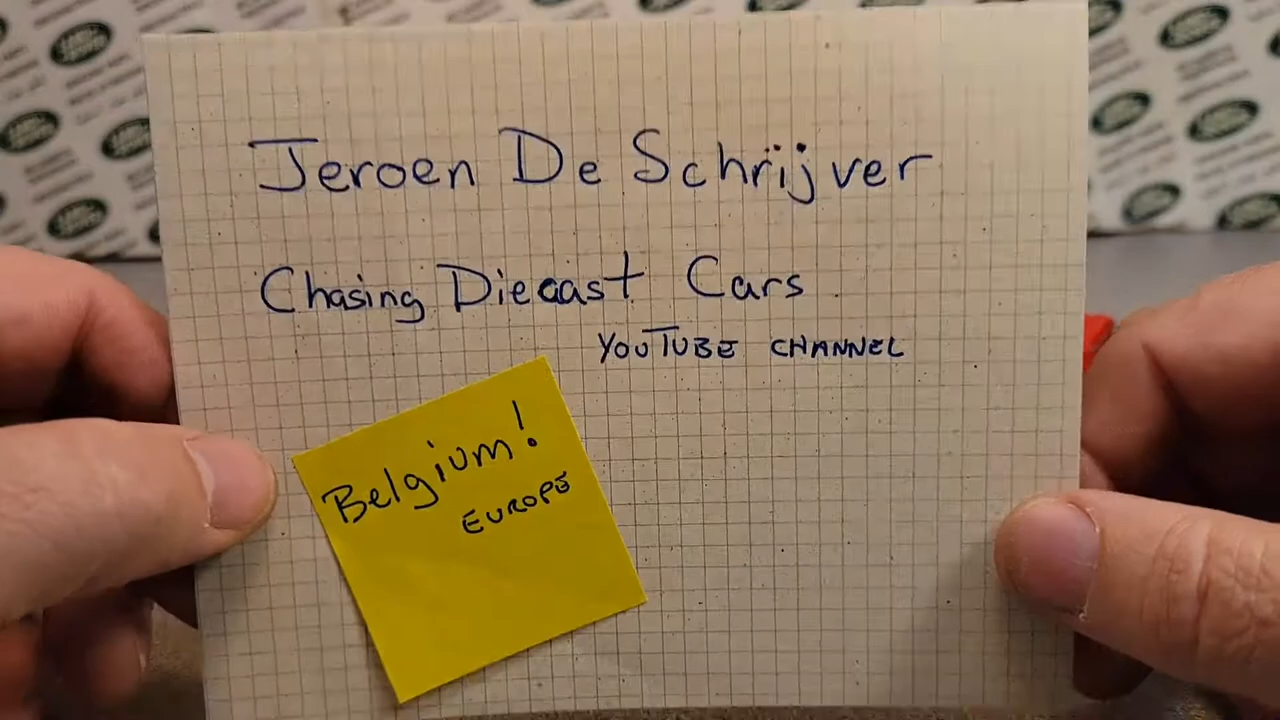 Jeroen De Schrijver
Chasing Diecast Cars
YOUTUBE CHANNEL
Belgium!
EUROPE